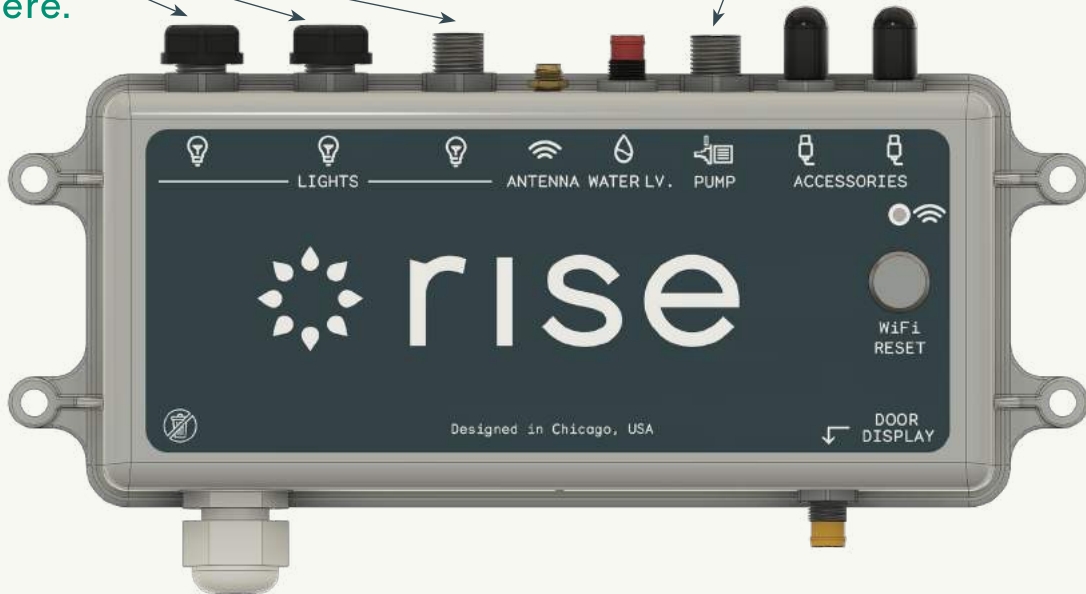 ere.
LIGHTS
ANTENNA WATER LV. PUMP ACCESSORIES
rise
WiFi
RESET
Designed in Chicago, USA
DOOR
DISPLAY